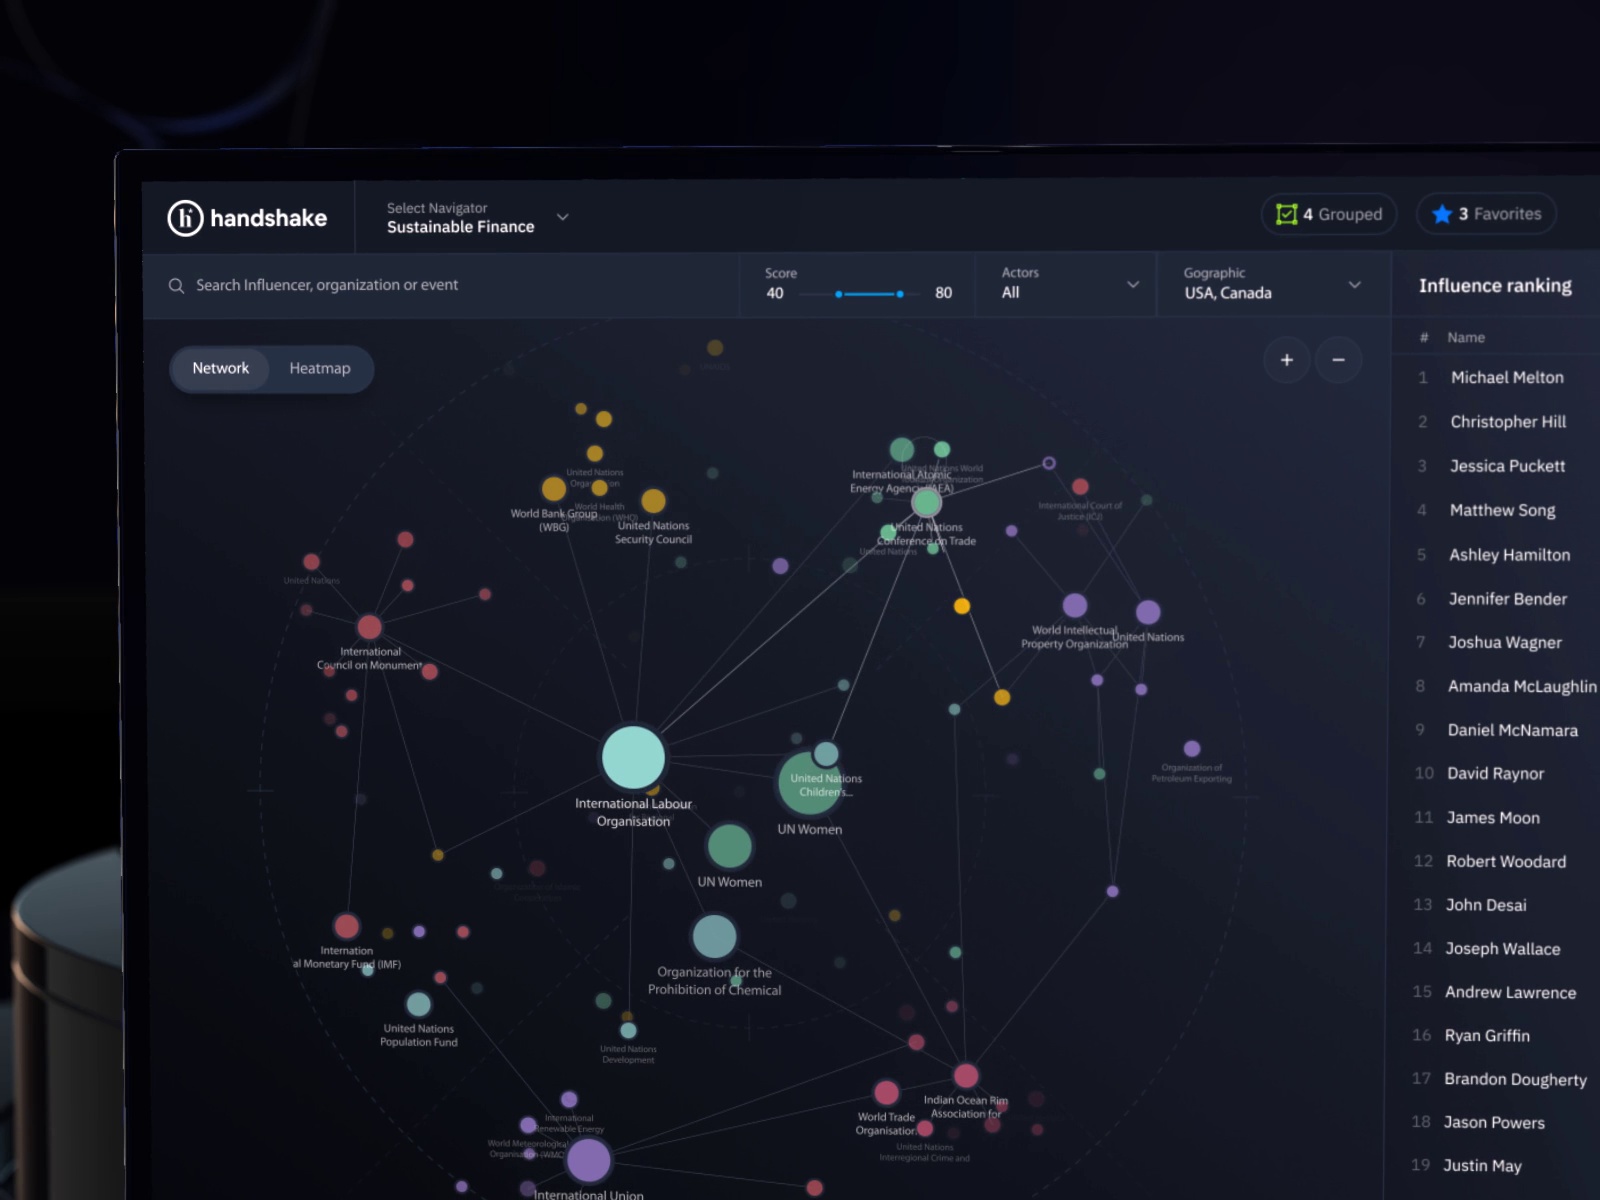 handshake
Select Navigator
Sustainable Finance
4 Grouped
3 Favorites
Search Influencer, organization or event
Score
40
80
Actors
All
Gographic
USA, Canada
Influence ranking
Network
Heatmap
+
−
# Name
1 Michael Melton
2 Christopher Hill
3 Jessica Puckett
4 Matthew Song
5 Ashley Hamilton
6 Jennifer Bender
7 Joshua Wagner
8 Amanda McLaughlin
9 Daniel McNamara
10 David Raynor
11 James Moon
12 Robert Woodard
13 John Desai
14 Joseph Wallace
15 Andrew Lawrence
16 Ryan Griffin
17 Brandon Dougherty
18 Jason Powers
19 Justin May
United Nations
World Bank Group
(WBG)
World Health
Organisation (WHO)
United Nations
Security Council
International Atomic
Energy Agency (IAEA)
United Nations World
United Nations
Conference on Trade
United Nations
International Court of
Justice (ICJ)
United Nations
International
Council on Monument
World Intellectual
Property Organization
United Nations
Organization of
Petroleum Exporting
International Labour
Organisation
United Nations
Children's...
UN Women
UN Women
Organization for the
Prohibition of Chemical
Internation
al Monetary Fund (IMF)
United Nations
Population Fund
United Nations
Development
International
Renewable Energy
World Meteorological
Organisation (WMO)
International Union
World Trade
Organisation
Indian Ocean Rim
Association for
United Nations
Interregional Crime and